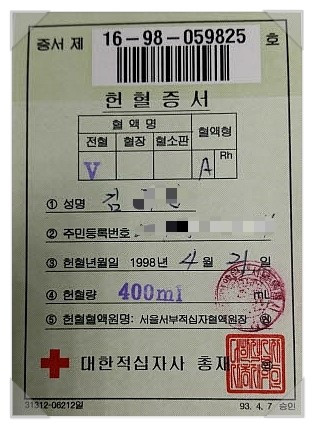 증서 제 16-98-059825 호
헌혈증서
혈액명 혈액형
전혈 혈장 혈소판 Rh
V A
① 성명 김
② 주민등록번호
③ 헌혈년월일 1998년 4 월 일
④ 헌혈량 400ml mL
⑤ 헌혈혈액원명: 서울서부적십자혈액원장
대한적십자사 총재
31312-06212일 93. 4. 7 승인